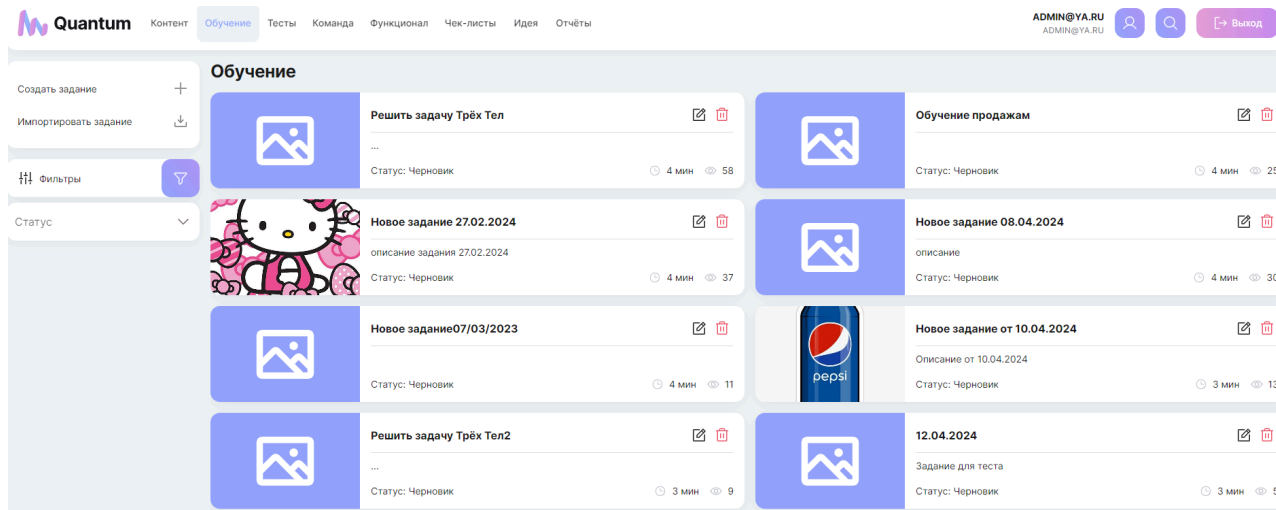 Quantum
Контент
Обучение
Тесты
Команда
Функционал
Чек-листы
Идея
Отчёты
ADMIN@YA.RU
ADMIN@YA.RU
Выход
Создать задание
Импортировать задание
Фильтры
Статус
Обучение
Решить задачу Трёх Тел
...
Статус: Черновик
4 мин
58
Обучение продажам
Статус: Черновик
4 мин
25
Новое задание 27.02.2024
описание задания 27.02.2024
Статус: Черновик
4 мин
37
Новое задание 08.04.2024
описание
Статус: Черновик
4 мин
30
Новое задание07/03/2023
Статус: Черновик
4 мин
11
pepsi
Новое задание от 10.04.2024
Описание от 10.04.2024
Статус: Черновик
3 мин
13
Решить задачу Трёх Тел2
...
Статус: Черновик
3 мин
9
12.04.2024
Задание для теста
Статус: Черновик
3 мин
5